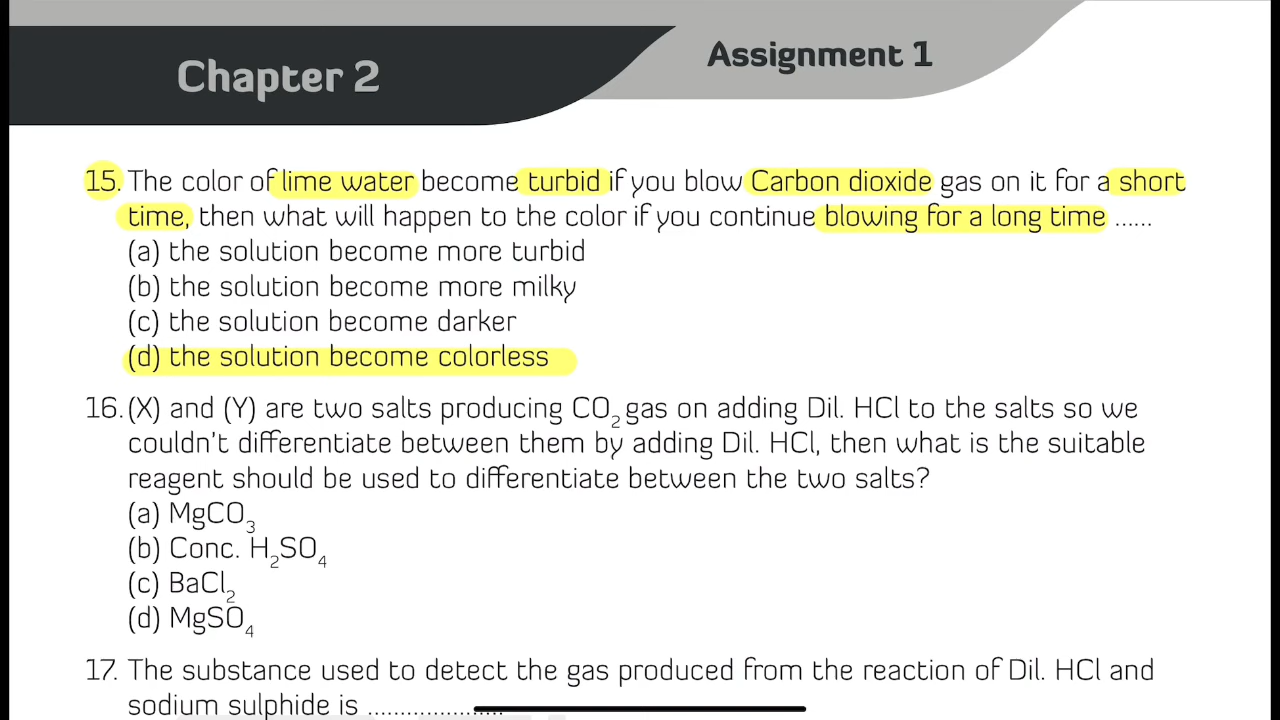 Chapter 2
Assignment 1
15. The color of lime water become turbid if you blow Carbon dioxide gas on it for a short
time, then what will happen to the color if you continue blowing for a long time ......
(a) the solution become more turbid
(b) the solution become more milky
(c) the solution become darker
(d) the solution become colorless
16. (X) and (Y) are two salts producing CO₂ gas on adding Dil. HCl to the salts so we
couldn't differentiate between them by adding Dil. HCl, then what is the suitable
reagent should be used to differentiate between the two salts?
(a) MgCO₃
(b) Conc. H₂SO₄
(c) BaCl₂
(d) MgSO₄
17. The substance used to detect the gas produced from the reaction of Dil. HCl and
sodium sulphide is .....................